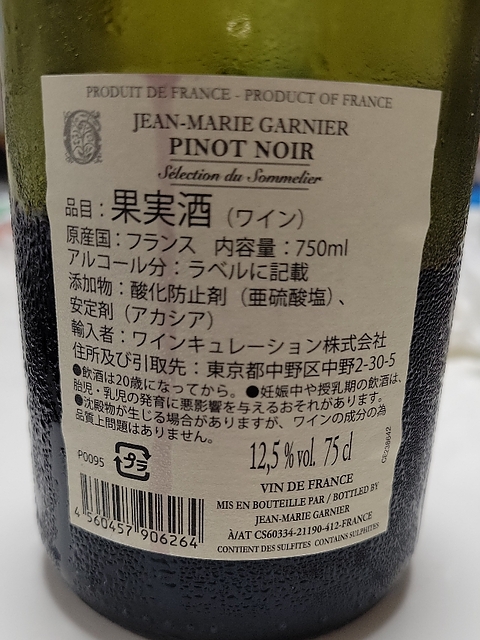 PRODUIT DE FRANCE - PRODUCT OF FRANCE
JEAN-MARIE GARNIER
PINOT NOIR
Sélection du Sommelier
品目：果実酒（ワイン）
原産国：フランス 内容量：750ml
アルコール分：ラベルに記載
添加物：酸化防止剤（亜硫酸塩）、
安定剤（アカシア）
輸入者：ワインキュレーション株式会社
住所及び引取先：東京都中野区中野2-30-5
●飲酒は20歳になってから。●妊娠中や授乳期の飲酒は、
胎児・乳児の発育に悪影響を与えるおそれがあります。
●沈殿物が生じる場合がありますが、ワインの成分の為
品質上問題はありません。
P0095
プラ
12,5 % vol. 75 cl
CE238642
VIN DE FRANCE
MIS EN BOUTEILLE PAR / BOTTLED BY
JEAN-MARIE GARNIER
À/AT CS60334-21190-412-FRANCE
CONTIENT DES SULFITES CONTAINS SULPHITES
4 560457 906264